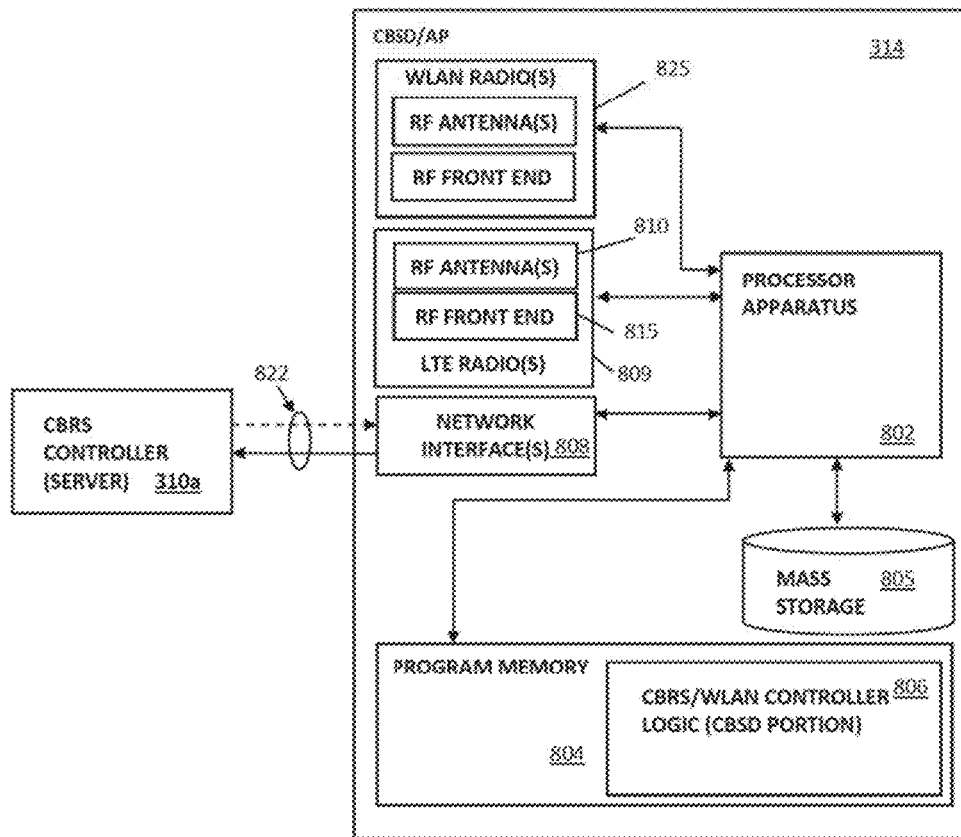 CBSD/AP
314
WLAN RADIO(S)
825
RF ANTENNA(S)
RF FRONT END
810
RF ANTENNA(S)
RF FRONT END
815
LTE RADIO(S)
809
PROCESSOR
APPARATUS
802
822
CBRS
CONTROLLER
(SERVER) 310a
NETWORK
INTERFACE(S) 808
MASS
STORAGE
805
PROGRAM MEMORY
804
806
CBRS/WLAN CONTROLLER
LOGIC (CBSD PORTION)